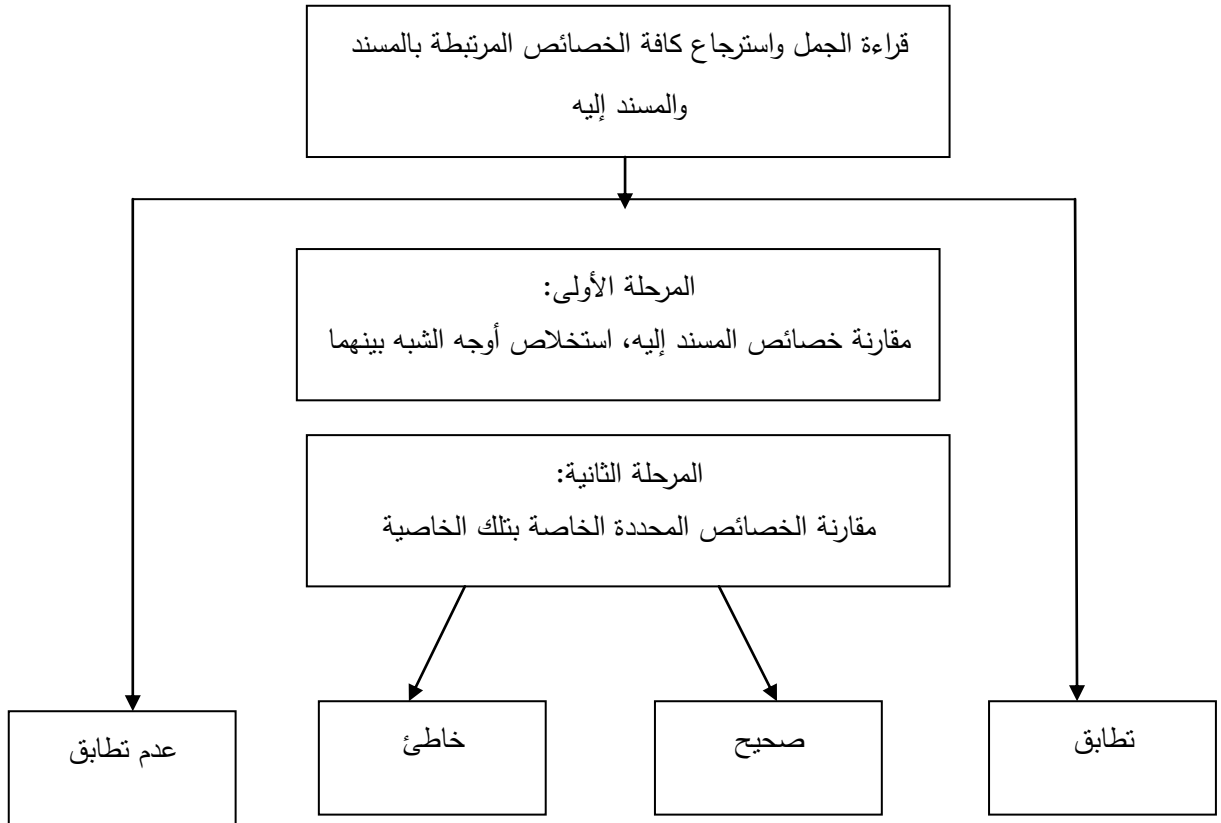 قراءة الجمل واسترجاع كافة الخصائص المرتبطة بالمسند
والمسند إليه
المرحلة الأولى:
مقارنة خصائص المسند إليه، استخلاص أوجه الشبه بينهما
المرحلة الثانية:
مقارنة الخصائص المحددة الخاصة بتلك الخاصية
تطابق
صحيح
خاطئ
عدم تطابق